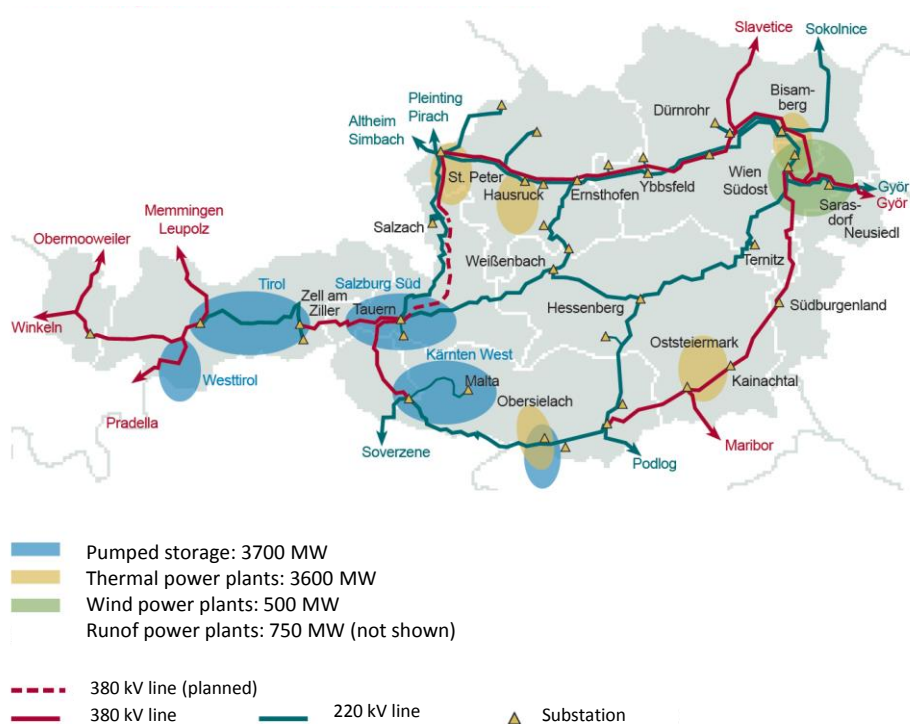 Slavetice
Sokolnice
Bisam-
berg
Pleinting
Pirach
Dürnrohr
Altheim
Simbach
St. Peter
Hausruck
Ernsthofen
Ybbsfeld
Wien
Südost
Györ
Györ
Saras-
dorf
Neusiedl
Memmingen
Leupolz
Salzach
Obermooweiler
Weißenbach
Ternitz
Tirol
Salzburg Süd
Zell am
Ziller
Tauern
Hessenberg
Südburgenland
Winkeln
Kärnten West
Oststeiermark
Westtirol
Malta
Obersielach
Kainachtal
Pradella
Soverzene
Podlog
Maribor
Pumped storage: 3700 MW
Thermal power plants: 3600 MW
Wind power plants: 500 MW
Runof power plants: 750 MW (not shown)
380 kV line (planned)
380 kV line
220 kV line
Substation